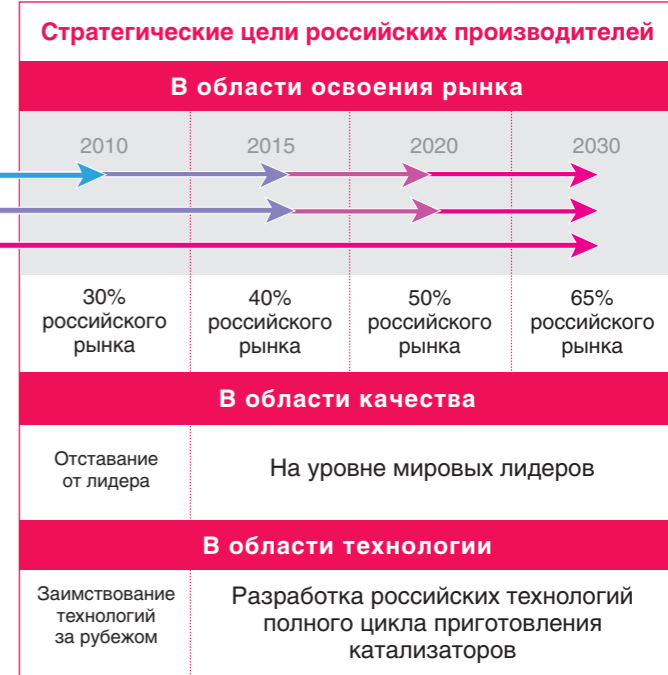 Стратегические цели российских производителей
В области освоения рынка
2010 2015 2020 2030
30% российского рынка
40% российского рынка
50% российского рынка
65% российского рынка
В области качества
Отставание
от лидера
На уровне мировых лидеров
В области технологии
Заимствование
технологий
за рубежом
Разработка российских технологий
полного цикла приготовления
катализаторов